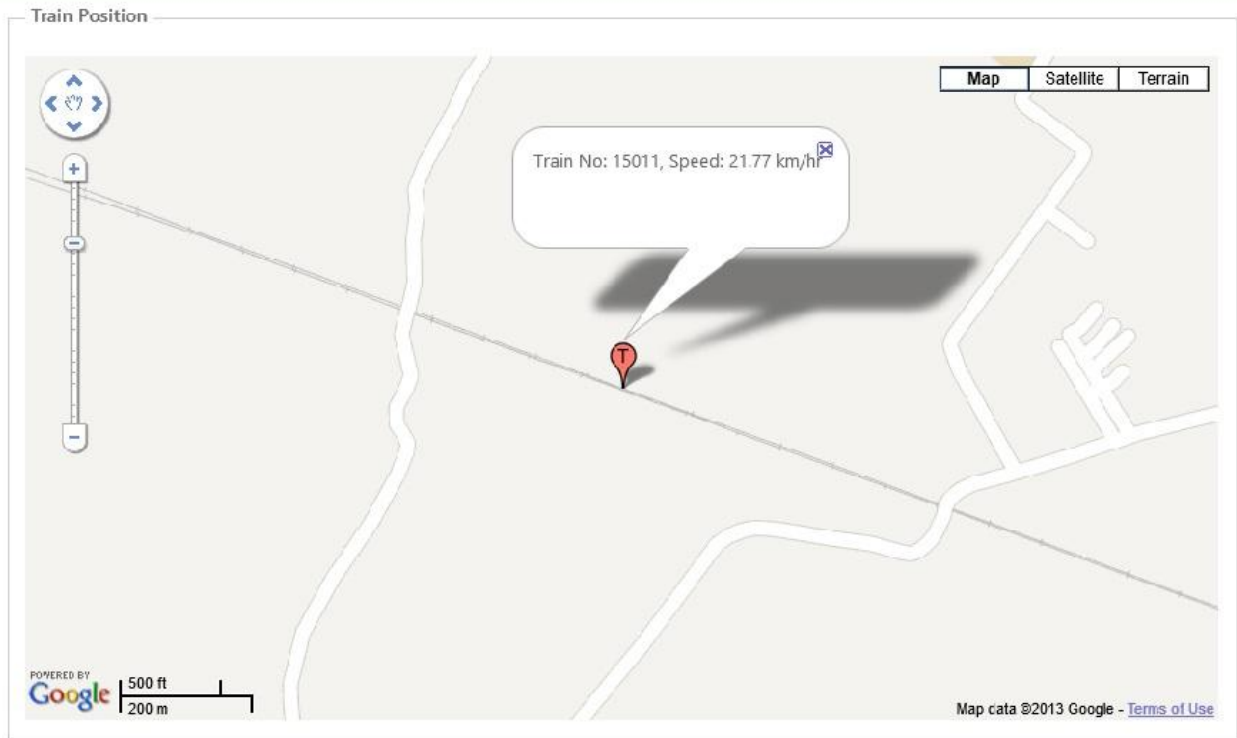 Train Position
Map Satellite Terrain
Train No: 15011, Speed: 21.77 km/hr
T
POWERED BY
Google
500 ft
200 m
Map cata ©2013 Google - Terms of Use